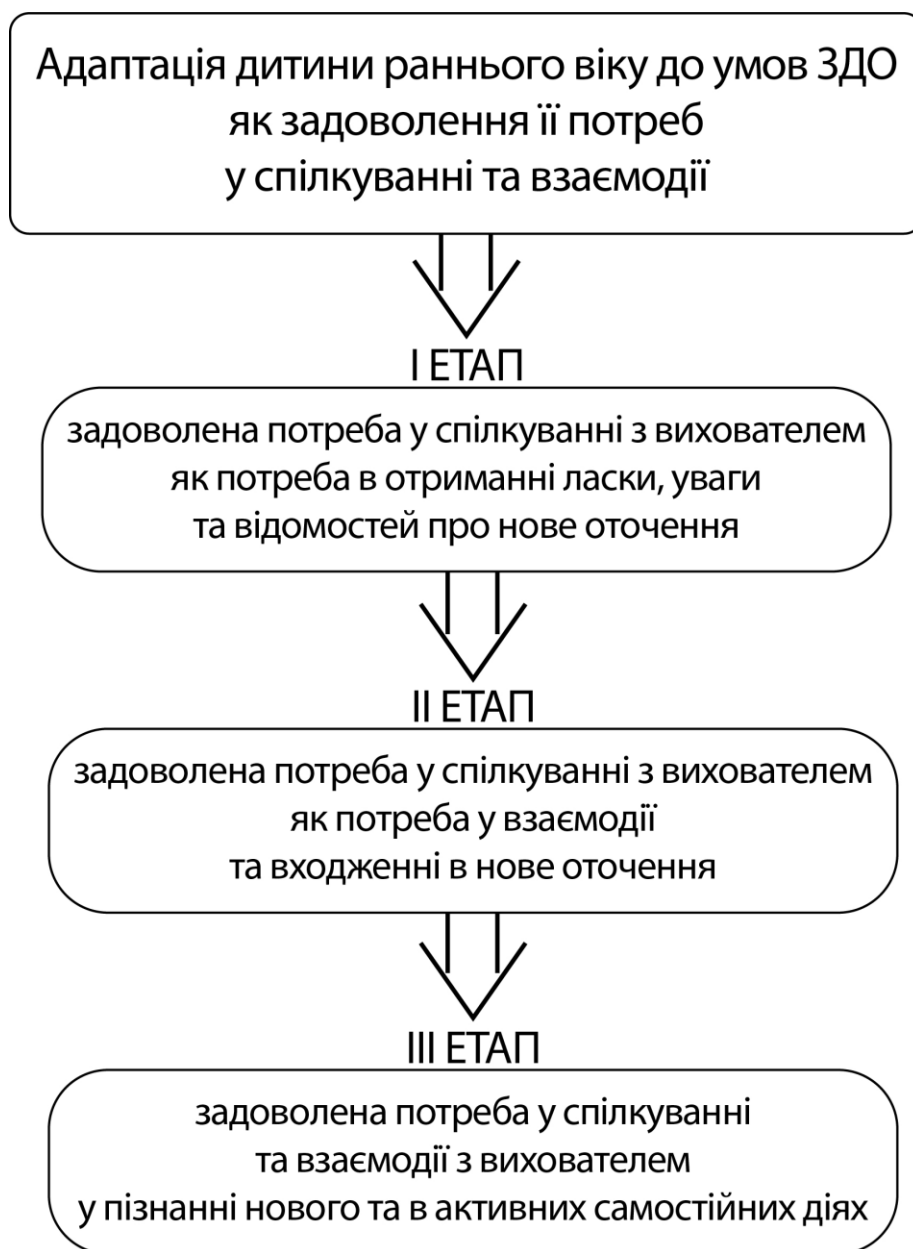 Адаптація дитини раннього віку до умов ЗДО
як задоволення її потреб
у спілкуванні та взаємодії
І ЕТАП
задоволена потреба у спілкуванні з вихователем
як потреба в отриманні ласки, уваги
та відомостей про нове оточення
ІІ ЕТАП
задоволена потреба у спілкуванні з вихователем
як потреба у взаємодії
та входженні в нове оточення
ІІІ ЕТАП
задоволена потреба у спілкуванні
та взаємодії з вихователем
у пізнанні нового та в активних самостійних діях